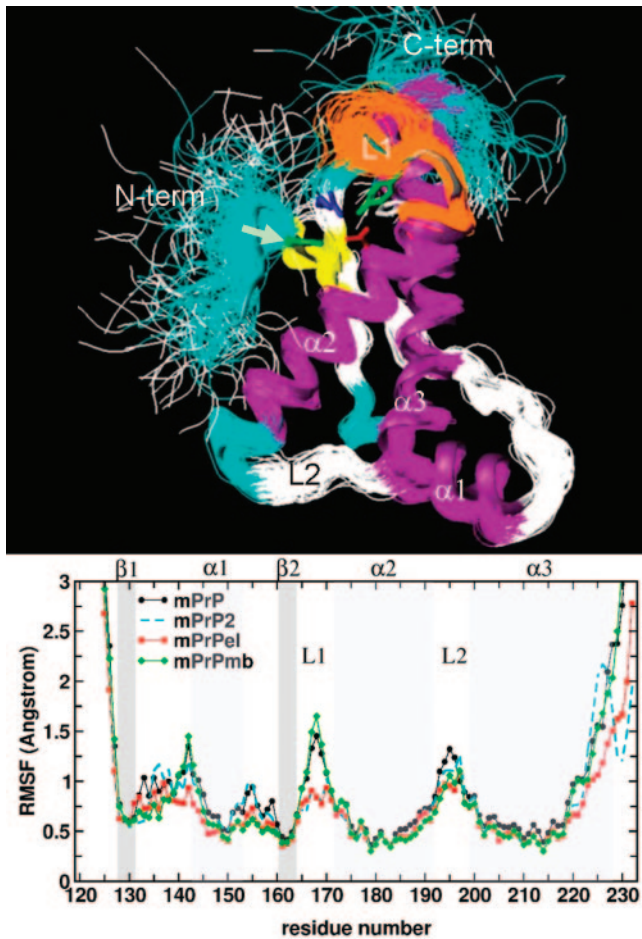 C-term
L1
N-term
α2
α3
L2
α1
β1 α1 β2 α2 α3
3
mPrP
mPrP2
mPrPel
mPrPmb
L1 L2
2.5
2
1.5
1
0.5
0
RMSF (Angstrom)
120 130 140 150 160 170 180 190 200 210 220 230
residue number